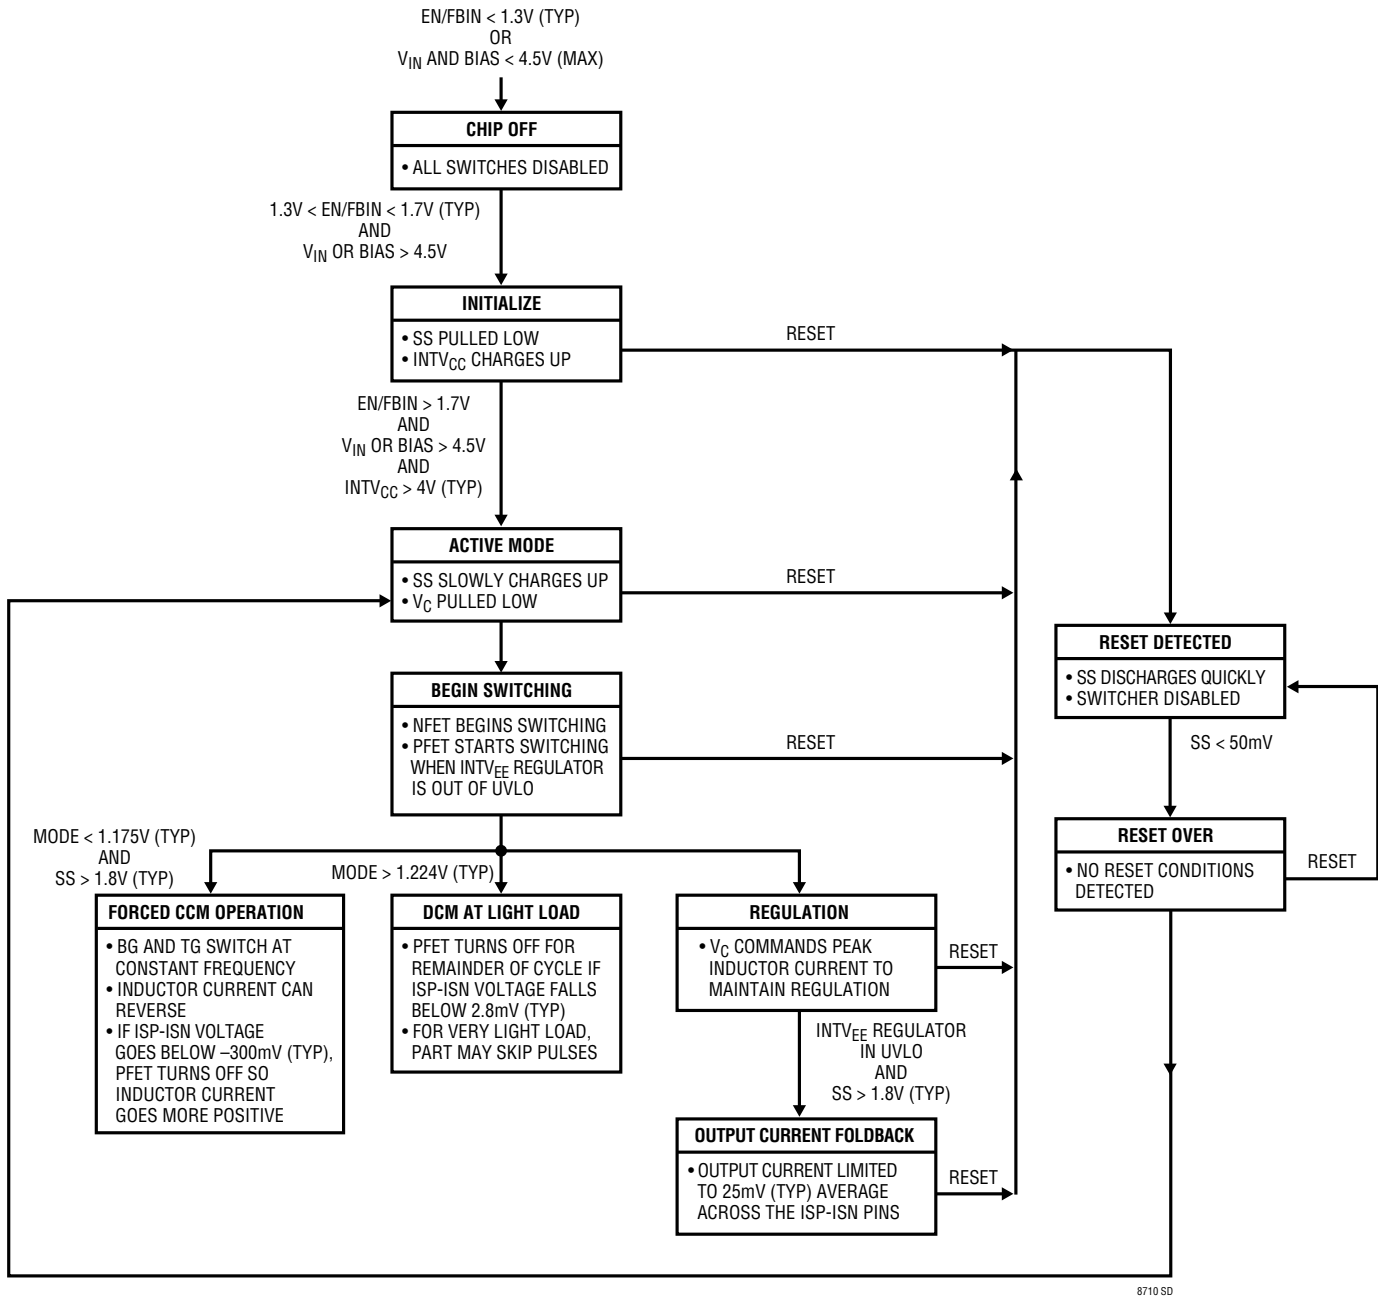 EN/FBIN < 1.3V (TYP)
OR
VIN AND BIAS < 4.5V (MAX)
CHIP OFF
• ALL SWITCHES DISABLED
1.3V < EN/FBIN < 1.7V (TYP)
AND
VIN OR BIAS > 4.5V
INITIALIZE
• SS PULLED LOW
• INTVCC CHARGES UP
RESET
EN/FBIN > 1.7V
AND
VIN OR BIAS > 4.5V
AND
INTVCC > 4V (TYP)
ACTIVE MODE
• SS SLOWLY CHARGES UP
• VC PULLED LOW
RESET
BEGIN SWITCHING
• NFET BEGINS SWITCHING
• PFET STARTS SWITCHING
WHEN INTVEE REGULATOR
IS OUT OF UVLO
RESET
RESET DETECTED
• SS DISCHARGES QUICKLY
• SWITCHER DISABLED
SS < 50mV
RESET OVER
• NO RESET CONDITIONS
DETECTED
RESET
MODE < 1.175V (TYP)
AND
SS > 1.8V (TYP)
MODE > 1.224V (TYP)
FORCED CCM OPERATION
• BG AND TG SWITCH AT
CONSTANT FREQUENCY
• INDUCTOR CURRENT CAN
REVERSE
• IF ISP-ISN VOLTAGE
GOES BELOW –300mV (TYP),
PFET TURNS OFF SO
INDUCTOR CURRENT
GOES MORE POSITIVE
DCM AT LIGHT LOAD
• PFET TURNS OFF FOR
REMAINDER OF CYCLE IF
ISP-ISN VOLTAGE FALLS
BELOW 2.8mV (TYP)
• FOR VERY LIGHT LOAD,
PART MAY SKIP PULSES
REGULATION
• VC COMMANDS PEAK
INDUCTOR CURRENT TO
MAINTAIN REGULATION
RESET
INTVEE REGULATOR
IN UVLO
AND
SS > 1.8V (TYP)
OUTPUT CURRENT FOLDBACK
• OUTPUT CURRENT LIMITED
TO 25mV (TYP) AVERAGE
ACROSS THE ISP-ISN PINS
RESET
8710 SD